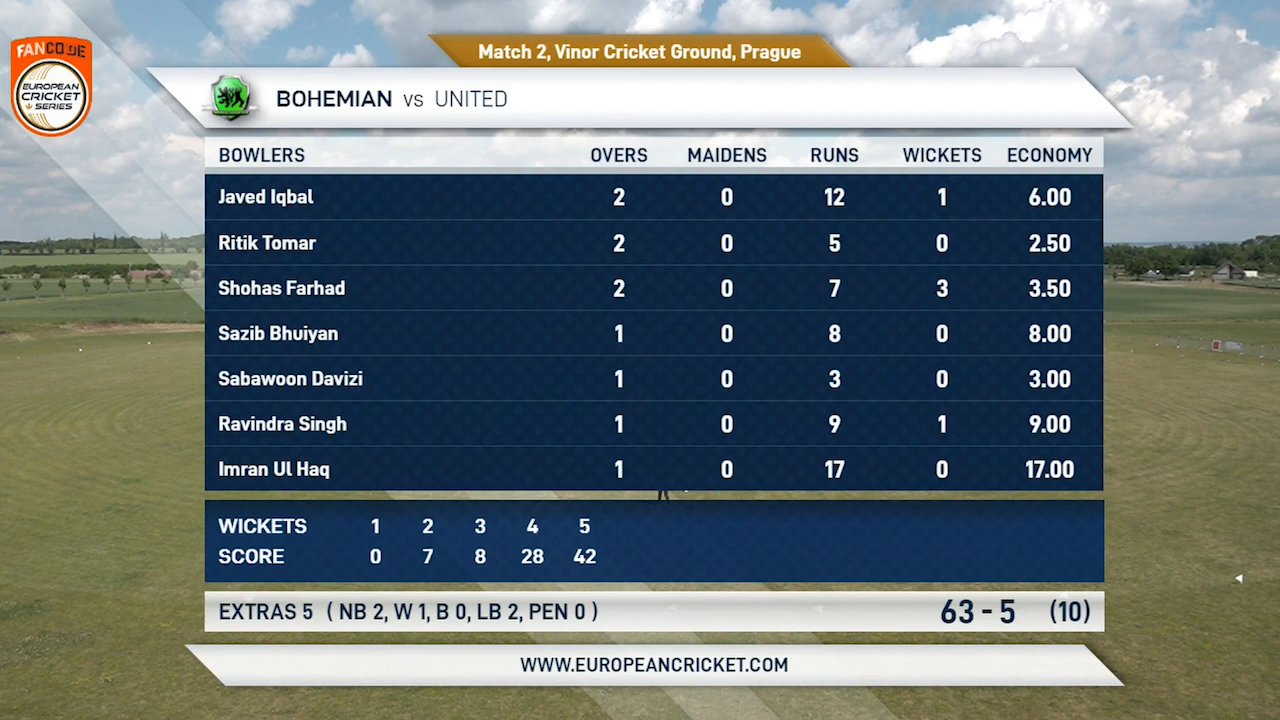 FANCODE
EUROPEAN
CRICKET
SERIES
Match 2, Vinor Cricket Ground, Prague
BOHEMIAN vs UNITED
BOWLERS OVERS MAIDENS RUNS WICKETS ECONOMY
Javed Iqbal 2 0 12 1 6.00
Ritik Tomar 2 0 5 0 2.50
Shohas Farhad 2 0 7 3 3.50
Sazib Bhuiyan 1 0 8 0 8.00
Sabawoon Davizi 1 0 3 0 3.00
Ravindra Singh 1 0 9 1 9.00
Imran Ul Haq 1 0 17 0 17.00
WICKETS 1 2 3 4 5
SCORE 0 7 8 28 42
EXTRAS 5 ( NB 2, W 1, B 0, LB 2, PEN 0 ) 63 - 5 (10)
WWW.EUROPEANCRICKET.COM